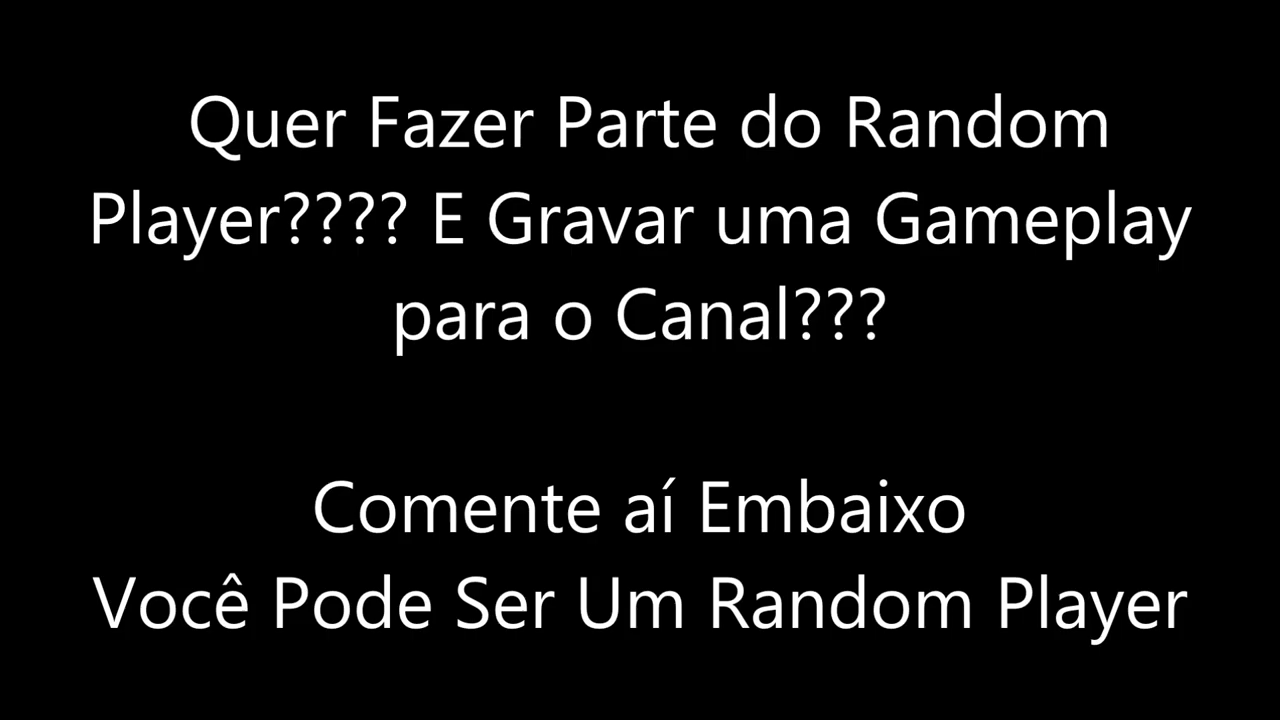 Quer Fazer Parte do Random
Player???? E Gravar uma Gameplay
para o Canal???
Comente aí Embaixo
Você Pode Ser Um Random Player